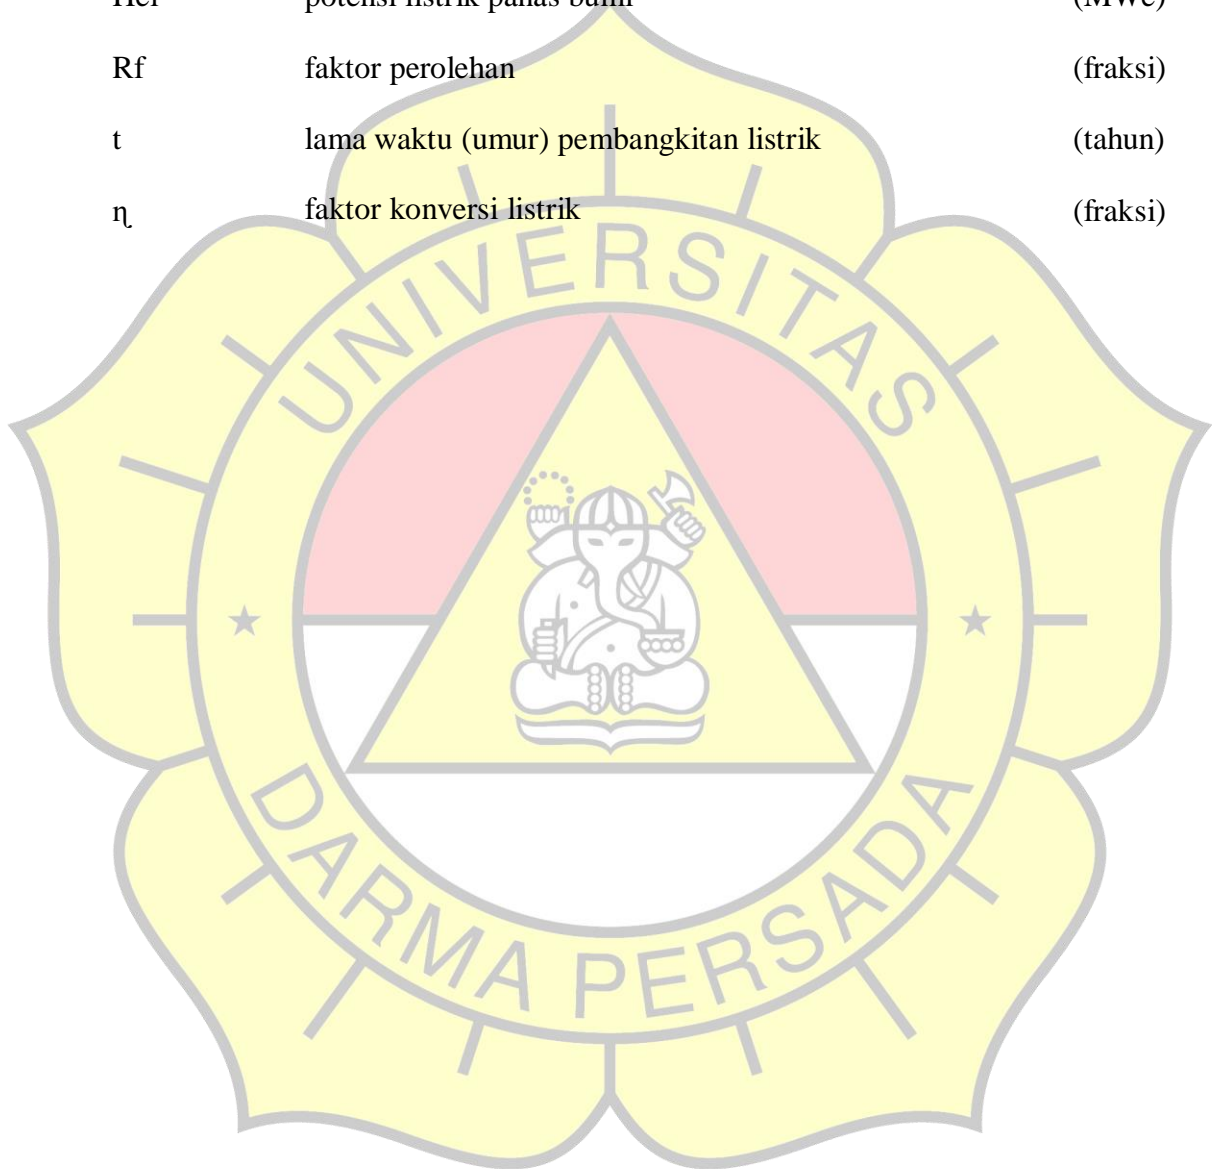 Hel potensi listrik panas bumi (MWe)
Rf faktor perolehan (fraksi)
t lama waktu (umur) pembangkitan listrik (tahun)
ɳ faktor konversi listrik (fraksi)
UNIVERSITAS
DARMA PERSADA